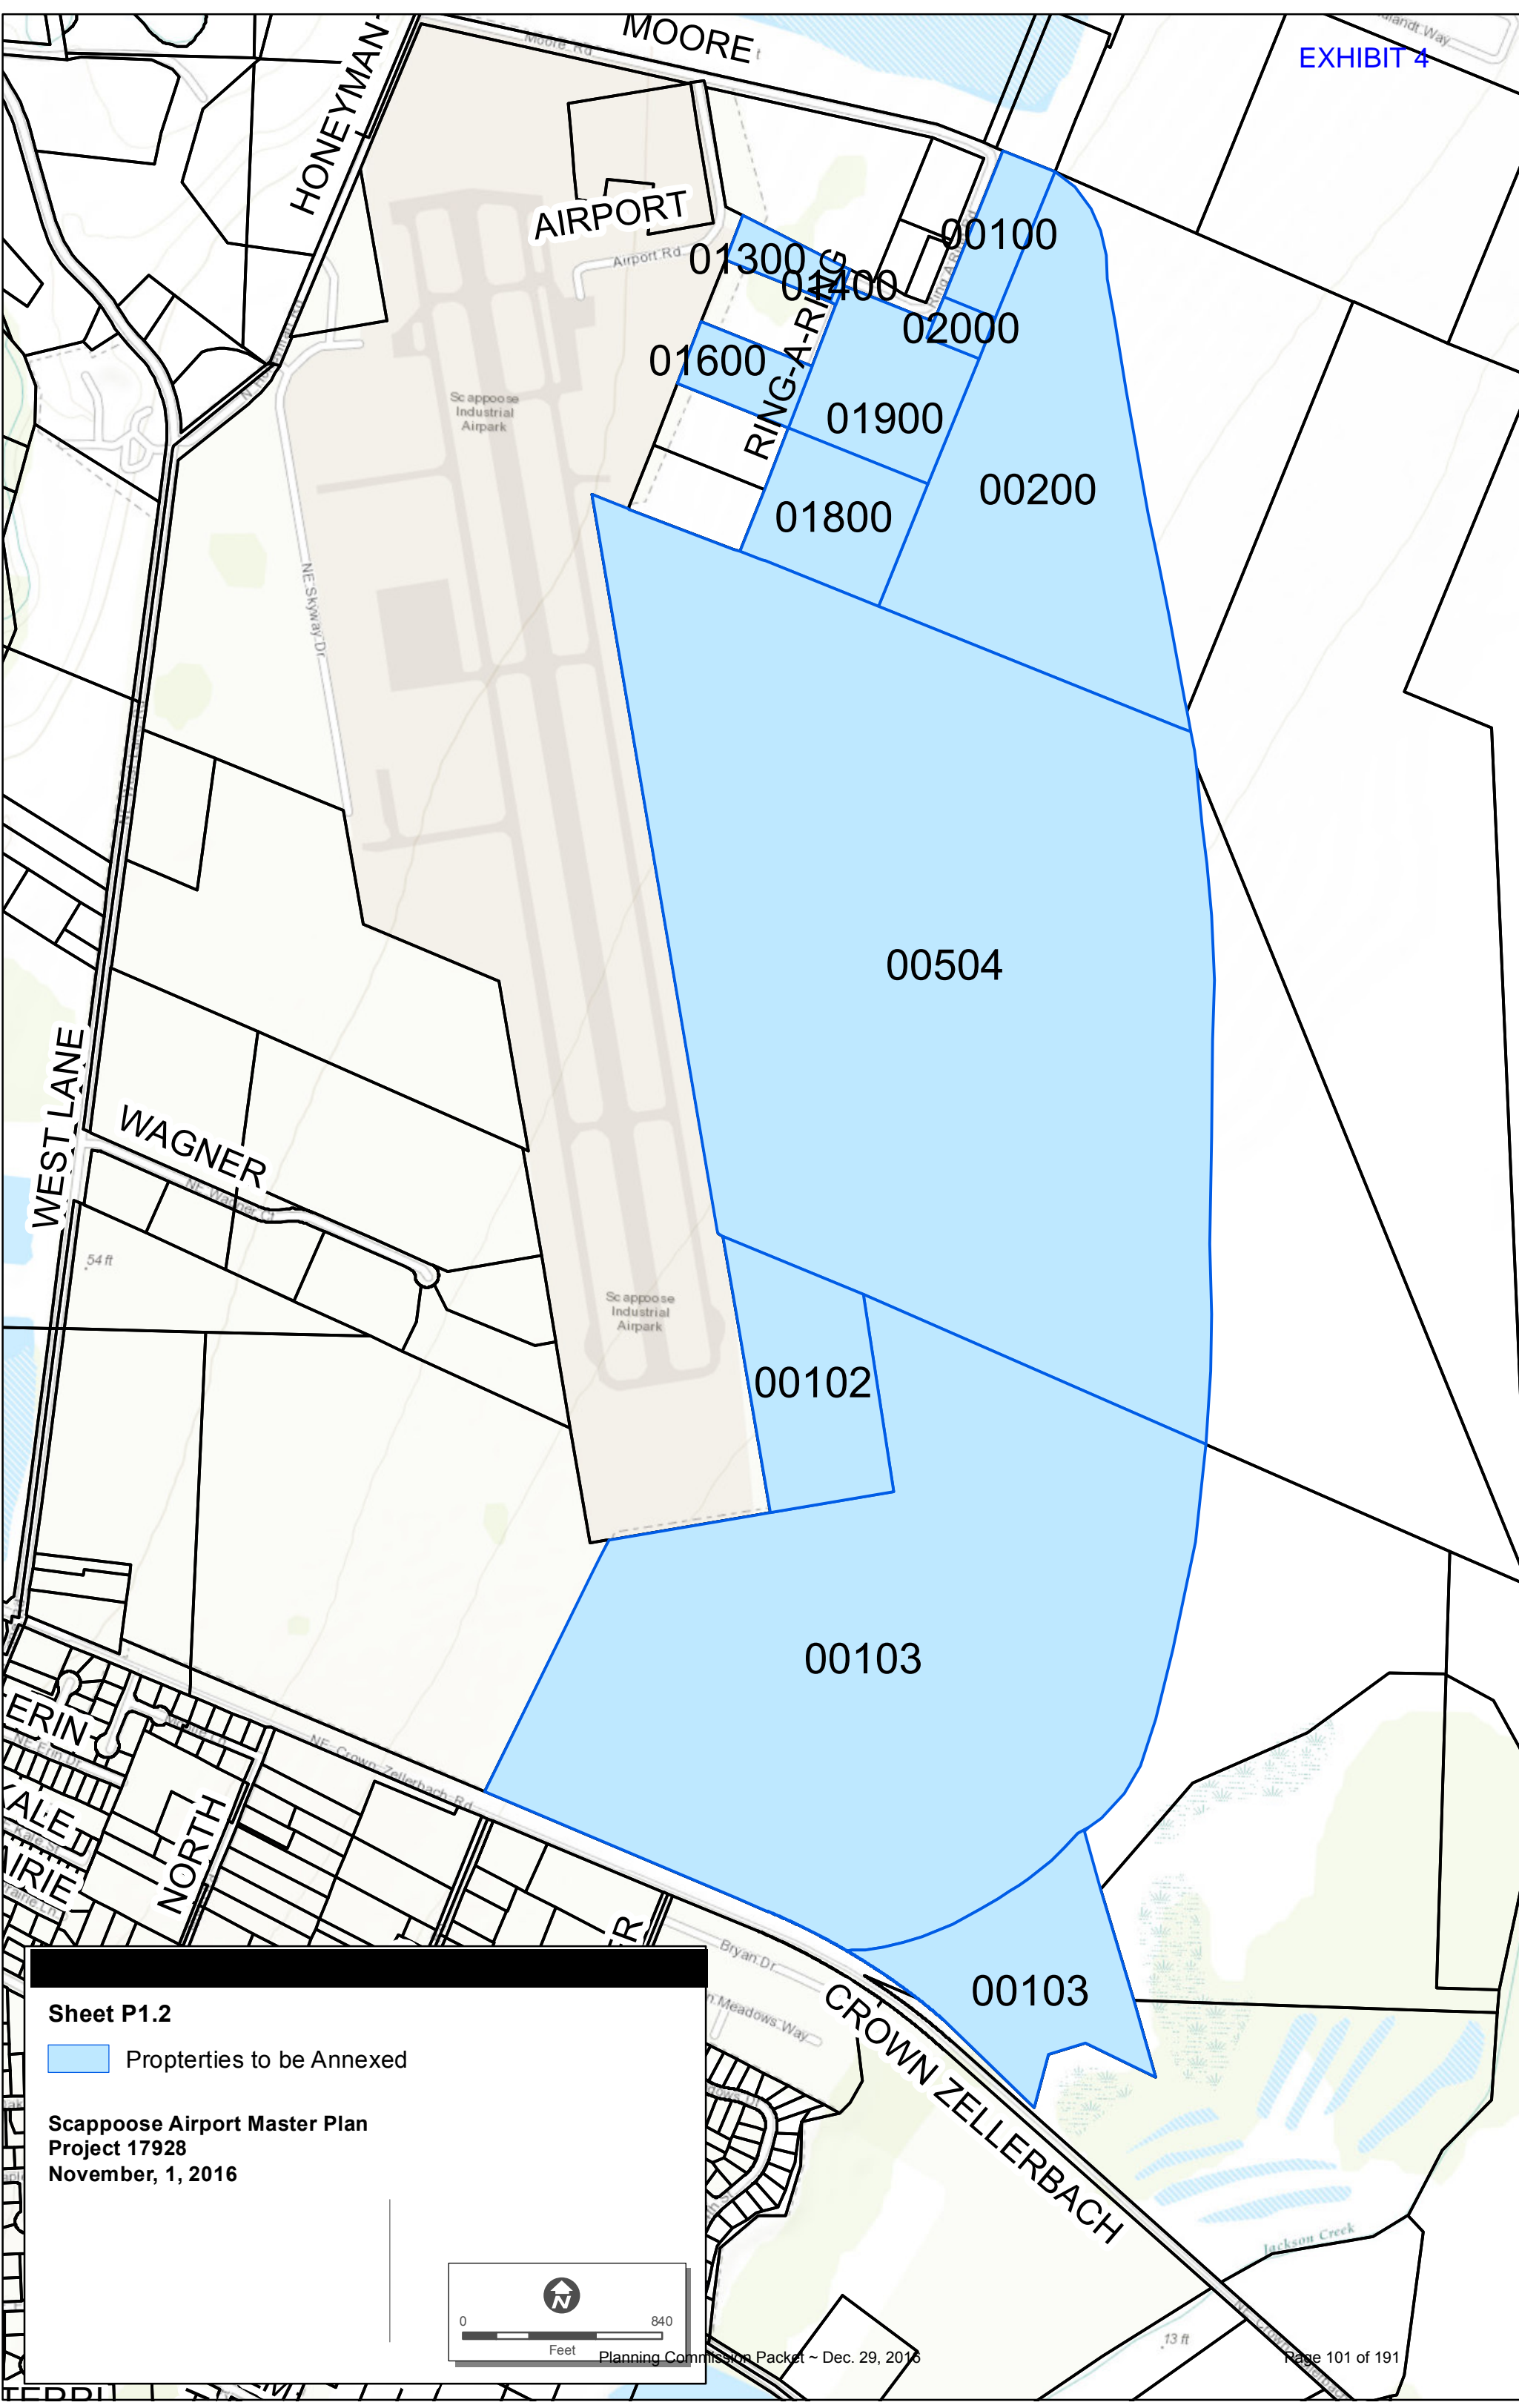 MOORE
Moore Rd
EXHIBIT 4
HONEYMAN-
AIRPORT
Airport Rd
00100
01300
01400
02000
RING-A-RING
01600
01900
Scappoose
Industrial
Airpark
00200
01800
NE Skyway Dr
00504
WEST LANE
WAGNER
NE Wagner Ct
54 ft
Scappoose
Industrial
Airpark
00102
00103
ERIN
NE Erin Dr
NE Crown Zellerbach Rd
NORTH
Bryan Dr
00103
CROWN ZELLERBACH
Jackson Creek
13 ft
Sheet P1.2
Propterties to be Annexed
Scappoose Airport Master Plan
Project 17928
November, 1, 2016
N
0 840
Feet
Planning Commission Packet ~ Dec. 29, 2016
Page 101 of 191